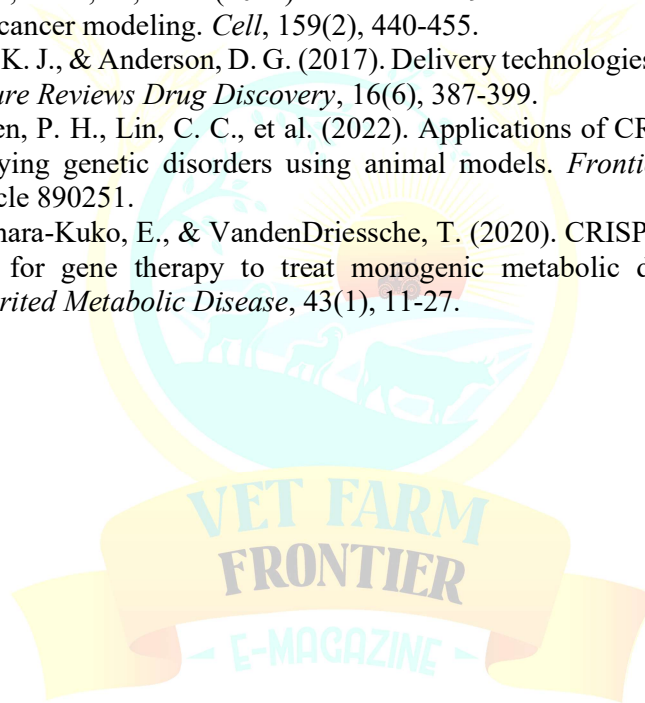 cancer modeling. Cell, 159(2), 440-455.
K. J., & Anderson, D. G. (2017). Delivery technologies
ure Reviews Drug Discovery, 16(6), 387-399.
en, P. H., Lin, C. C., et al. (2022). Applications of CR
ying genetic disorders using animal models. Fronti
cle 890251.
hara-Kuko, E., & VandenDriessche, T. (2020). CRISP
for gene therapy to treat monogenic metabolic d
rited Metabolic Disease, 43(1), 11-27.
VET FARM
FRONTIER
E-MAGAZINE